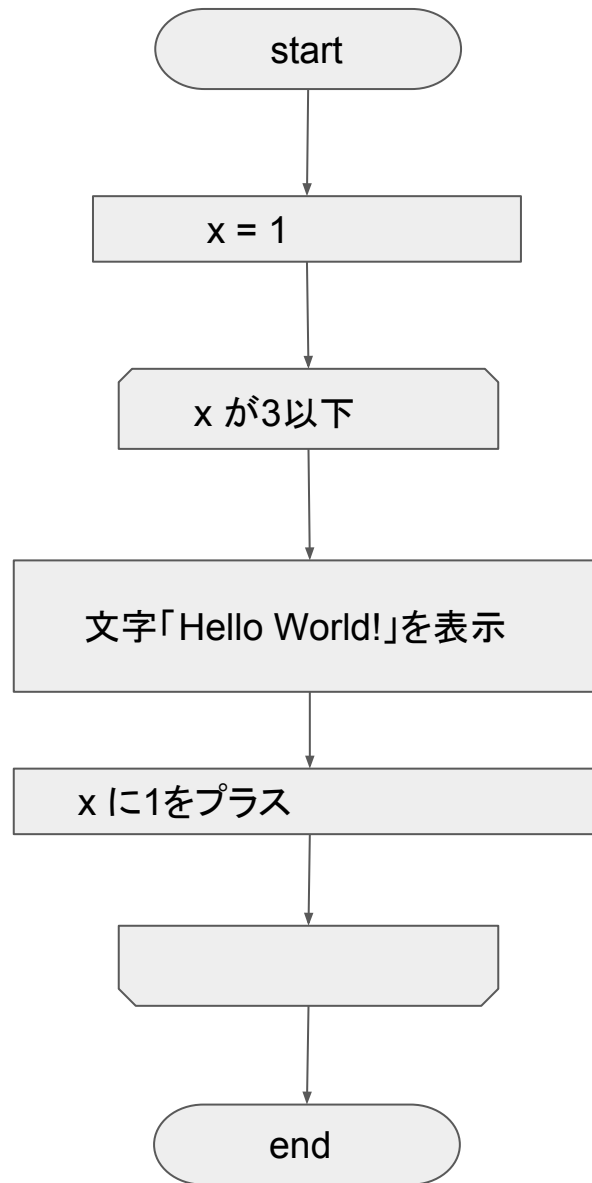 start
x = 1
x が3以下
文字「Hello World!」を表示
x に1をプラス
end